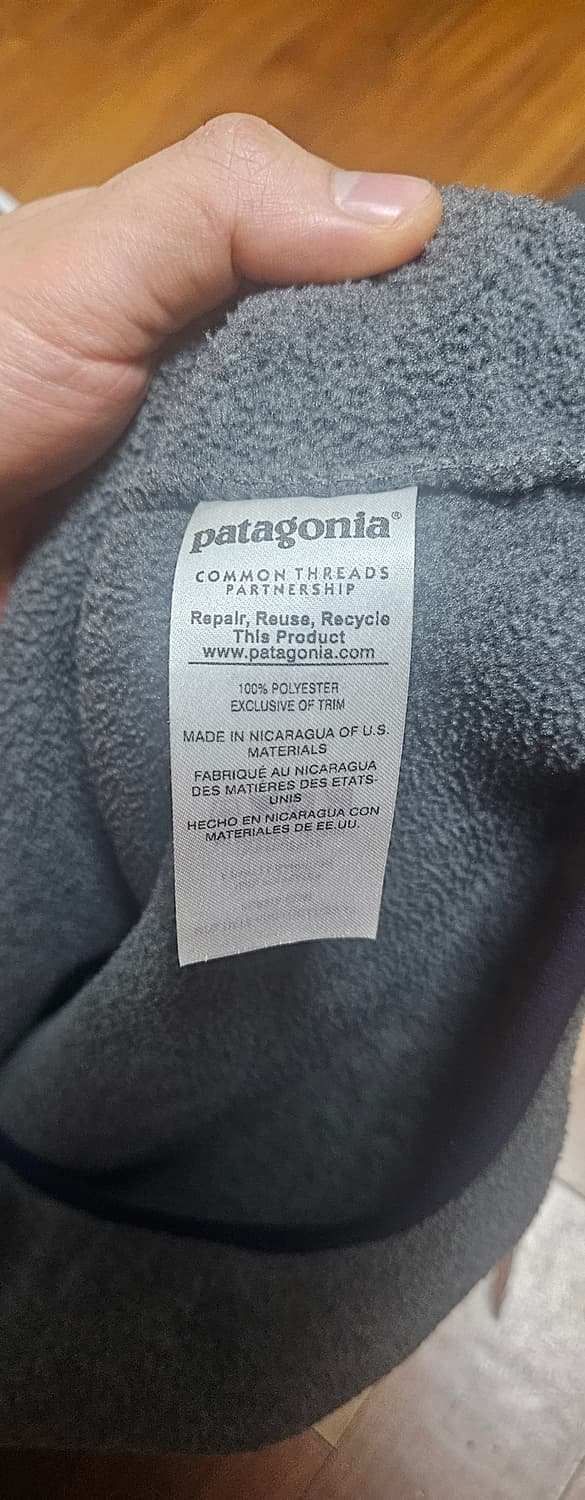 patagonia®
COMMON THREADS
PARTNERSHIP
Repair, Reuse, Recycle
This Product
www.patagonia.com
100% POLYESTER
EXCLUSIVE OF TRIM
MADE IN NICARAGUA OF U.S.
MATERIALS
FABRIQUÉ AU NICARAGUA
DES MATIÈRES DES ETATS-
UNIS
HECHO EN NICARAGUA CON
MATERIALES DE EE.UU.